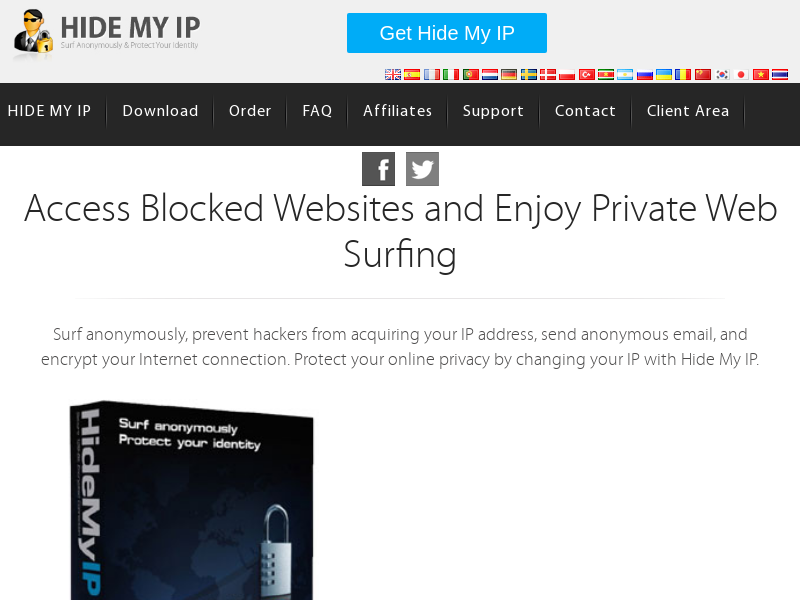 HIDE MY IP
Surf Anonymously & Protect Your Identity
Get Hide My IP
HIDE MY IP
Download
Order
FAQ
Affiliates
Support
Contact
Client Area
Access Blocked Websites and Enjoy Private Web
Surfing
Surf anonymously, prevent hackers from acquiring your IP address, send anonymous email, and
encrypt your Internet connection. Protect your online privacy by changing your IP with Hide My IP.
Surf anonymously
Protect your identity
HideMyIP